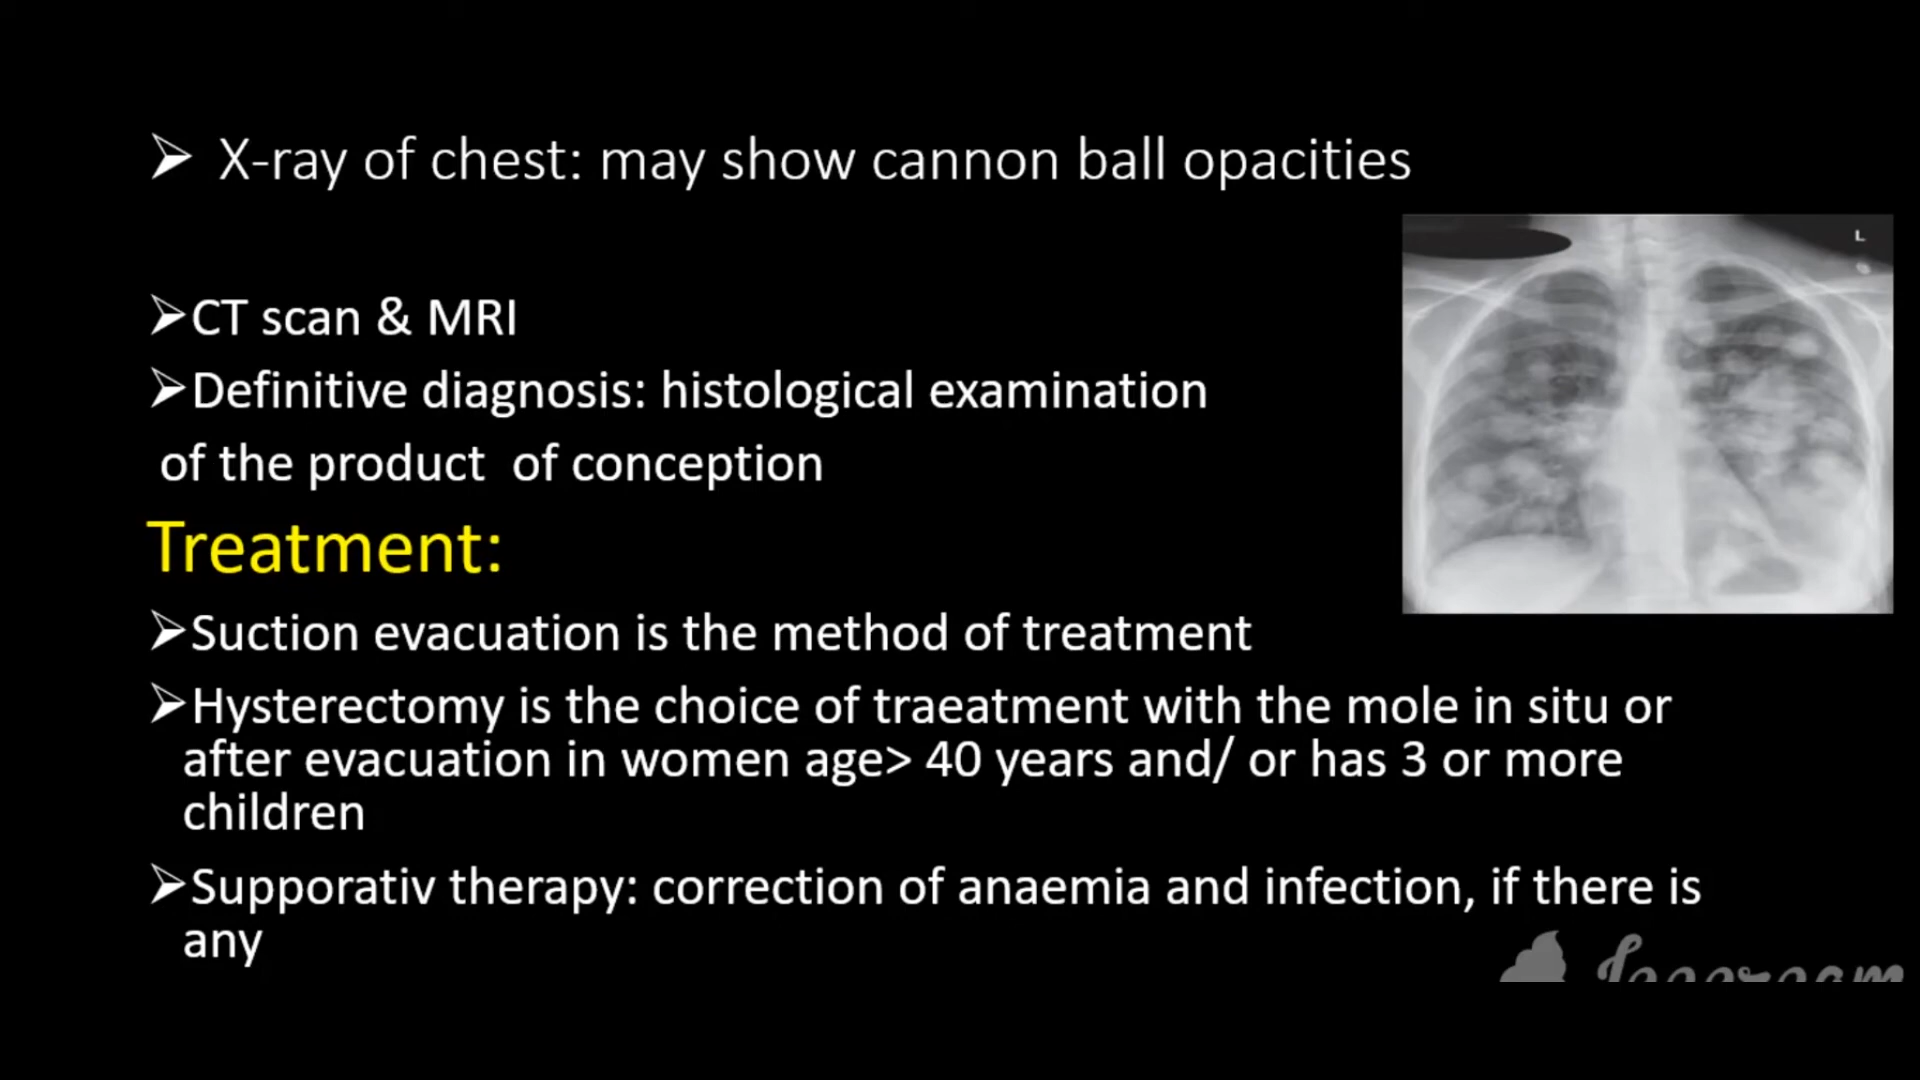 ➢ X-ray of chest: may show cannon ball opacities
L
➢CT scan & MRI
➢Definitive diagnosis: histological examination
of the product of conception
Treatment:
➢Suction evacuation is the method of treatment
➢Hysterectomy is the choice of traeatment with the mole in situ or
after evacuation in women age> 40 years and/ or has 3 or more
children
➢Supporativ therapy: correction of anaemia and infection, if there is
any